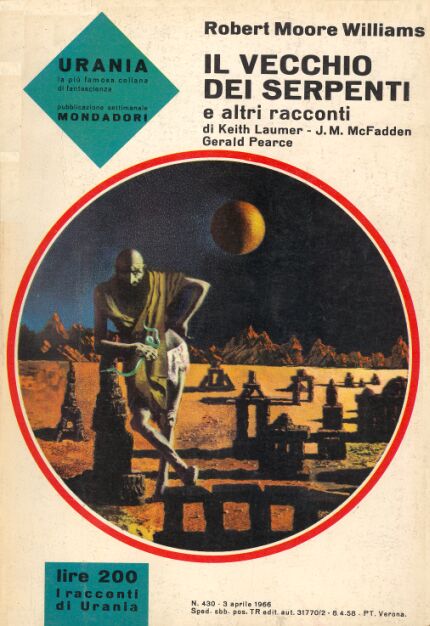 Robert Moore Williams
IL VECCHIO
DEI SERPENTI
e altri racconti
di Keith Laumer - J. M. McFadden
Gerald Pearce
URANIA
la più famosa collana
di fantascienza
pubblicazione settimanale
MONDADORI
lire 200
I racconti
di Urania
N. 430 - 3 aprile 1966
Sped. abb. pos. TR edit. aut. 31770/2 - 8.4.58 - PT. Verona.